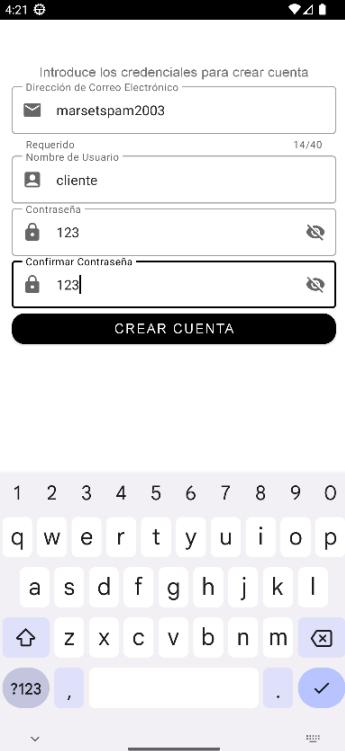 4:21
Introduce los credenciales para crear cuenta
Dirección de Correo Electrónico
marsetspam2003
Requerido 14/40
Nombre de Usuario
cliente
Contraseña
123
Confirmar Contraseña
123
CREAR CUENTA
1 2 3 4 5 6 7 8 9 0
q w e r t y u i o p
a s d f g h j k l
z x c v b n m
?123 , .